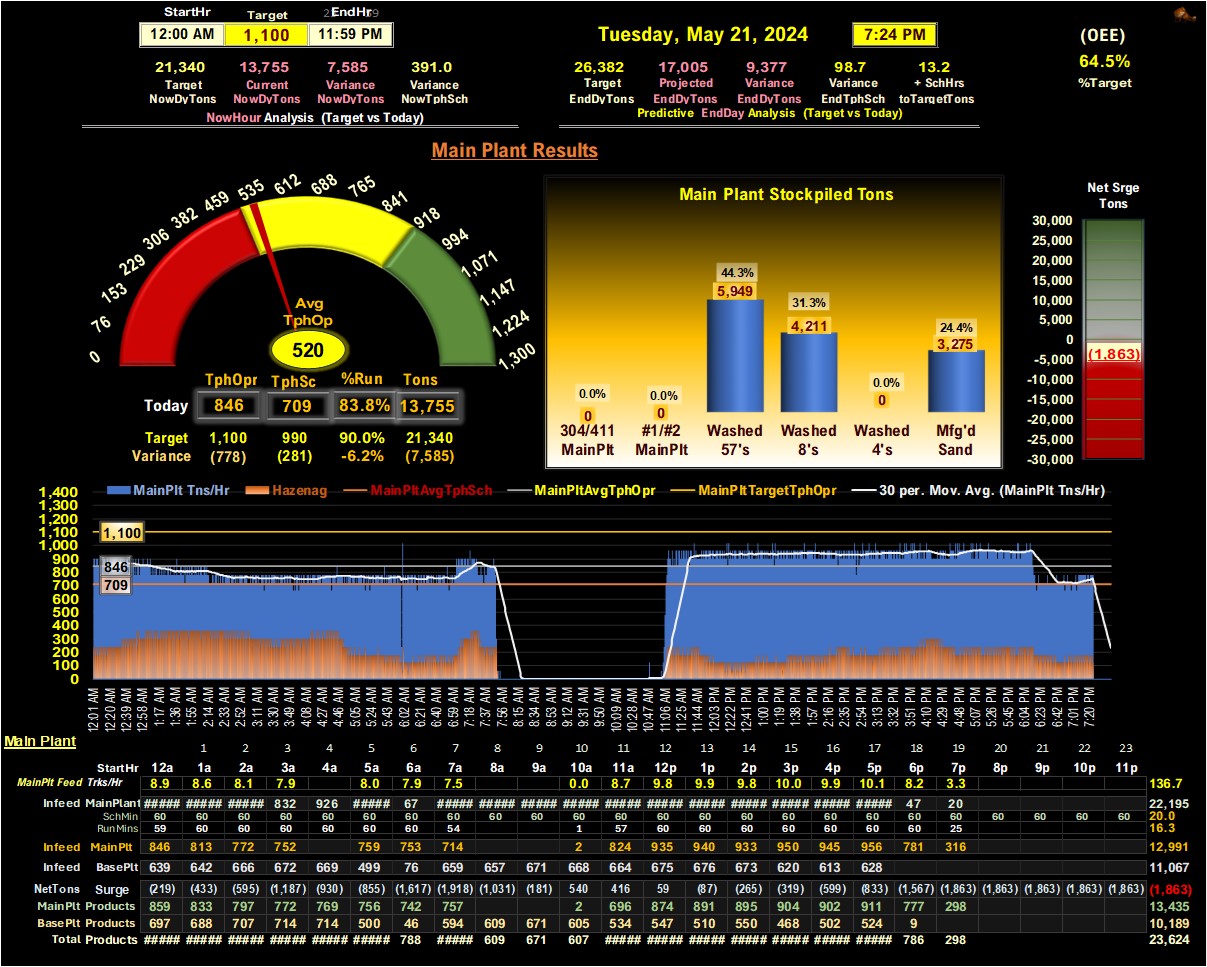 StartHr Target EndHr
12:00 AM 1,100 11:59 PM
Tuesday, May 21, 2024 7:24 PM
(OEE)
64.5%
%Target
21,340 13,755 7,585 391.0
Target Current Variance Variance
NowDyTons NowDyTons NowDyTons NowTphSch
NowHour Analysis (Target vs Today)
26,382 17,005 9,377 98.7 13.2
Target Projected Variance Variance + SchHrs
EndDyTons EndDyTons EndDyTons EndTphSch toTargetTons
Predictive EndDay Analysis (Target vs Today)
Main Plant Results
0 76 153 229 306 382 459 535 612 688 765 841 918 994 1,071 1,147 1,224 1,300
Avg
TphOp
520
TphOpr TphSc %Run Tons
Today 846 709 83.8% 13,755
Target 1,100 990 90.0% 21,340
Variance (778) (281) -6.2% (7,585)
Main Plant Stockpiled Tons
0.0% 0.0% 44.3% 31.3% 0.0% 24.4%
0 0 5,949 4,211 0 3,275
304/411 #1/#2 Washed Washed Washed Mfg'd
MainPlt MainPlt 57's 8's 4's Sand
Net Srge
Tons
30,000
25,000
20,000
15,000
10,000
5,000
0
(1,863)
-5,000
-10,000
-15,000
-20,000
-25,000
-30,000
MainPlt Tns/Hr Hazenag MainPltAvgTphSch MainPltAvgTphOpr MainPltTargetTphOpr 30 per. Mov. Avg. (MainPlt Tns/Hr)
1,400
1,300
1,200
1,100
1,000
900
800
700
600
500
400
300
200
100
0
1,100
846
709
12:01 AM 12:20 AM 12:39 AM 12:58 AM 1:17 AM 1:36 AM 1:55 AM 2:14 AM 2:33 AM 2:52 AM 3:11 AM 3:30 AM 3:49 AM 4:08 AM 4:27 AM 4:46 AM 6:05 AM 5:24 AM 5:43 AM 6:02 AM 6:21 AM 6:40 AM 6:59 AM 7:18 AM 7:37 AM 8:15 AM 8:34 AM 8:53 AM 9:12 AM 9:31 AM 9:50 AM 10:09 AM 10:28 AM 10:47 AM 11:06 AM 11:25 AM 11:44 AM 12:03 PM 12:22 PM 12:41 PM 1:00 PM 1:19 PM 1:38 PM 1:57 PM 2:16 PM 2:35 PM 2:54 PM 3:13 PM 3:32 PM 3:51 PM 4:10 PM 4:29 PM 4:48 PM 5:07 PM 5:26 PM 5:45 PM 6:04 PM 6:23 PM 6:42 PM 7:01 PM 7:20 PM
Main Plant
1 2 3 4 5 6 7 8 9 10 11 12 13 14 15 16 17 18 19 20 21 22 23
StartHr 12a 1a 2a 3a 4a 5a 6a 7a 8a 9a 10a 11a 12p 1p 2p 3p 4p 5p 6p 7p 8p 9p 10p 11p
MainPlt Feed Trks/Hr 8.9 8.6 8.1 7.9 8.0 7.9 7.5 0.0 8.7 9.8 9.9 9.8 10.0 9.9 10.1 8.2 3.3 136.7
Infeed MainPlant ##### ##### ##### 832 926 ##### 67 ##### ##### ##### ##### ##### ##### ##### ##### ##### ##### ##### 47 20 22,195
SchMin 60 60 60 60 60 60 60 60 60 60 60 60 60 60 60 60 60 60 60 60 60 60 60 60 20.0
RunMins 59 60 60 60 60 60 60 54 1 57 60 60 60 60 60 60 60 25 16.3
Infeed MainPlt 846 813 772 752 759 753 714 2 824 935 940 933 950 945 956 781 316 12,991
Infeed BasePlt 639 642 666 672 669 499 76 659 657 671 668 664 675 676 673 620 613 628 11,067
NetTons Surge (219) (433) (595) (1,187) (930) (855) (1,617) (1,918) (1,031) (181) 540 416 59 (87) (265) (319) (599) (833) (1,567) (1,863) (1,863) (1,863) (1,863) (1,863) (1,863)
MainPlt Products 859 833 797 772 769 756 742 757 2 696 874 891 895 904 902 911 777 298 13,435
BasePlt Products 697 688 707 714 714 500 46 594 609 671 605 534 547 510 550 468 502 524 9 10,189
Total Products ##### ##### ##### ##### ##### ##### 788 ##### 609 671 607 ##### ##### ##### ##### ##### ##### ##### 786 298 23,624